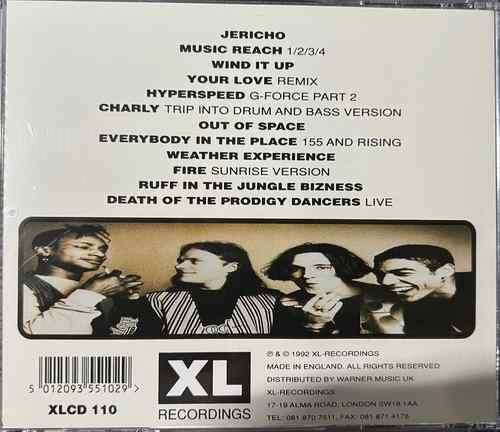 JERICHO
MUSIC REACH 1/2/3/4
WIND IT UP
YOUR LOVE REMIX
HYPERSPEED G-FORCE PART 2
CHARLY TRIP INTO DRUM AND BASS VERSION
OUT OF SPACE
EVERYBODY IN THE PLACE 155 AND RISING
WEATHER EXPERIENCE
FIRE SUNRISE VERSION
RUFF IN THE JUNGLE BIZNESS
DEATH OF THE PRODIGY DANCERS LIVE
5 012093 551029 >
XLCD 110
XL
RECORDINGS
℗ & © 1992 XL-RECORDINGS
MADE IN ENGLAND. ALL RIGHTS RESERVED
DISTRIBUTED BY WARNER MUSIC UK
XL-RECORDINGS
17-19 ALMA ROAD, LONDON SW18 1AA
TEL: 081 870 7511, FAX: 081 871 4178